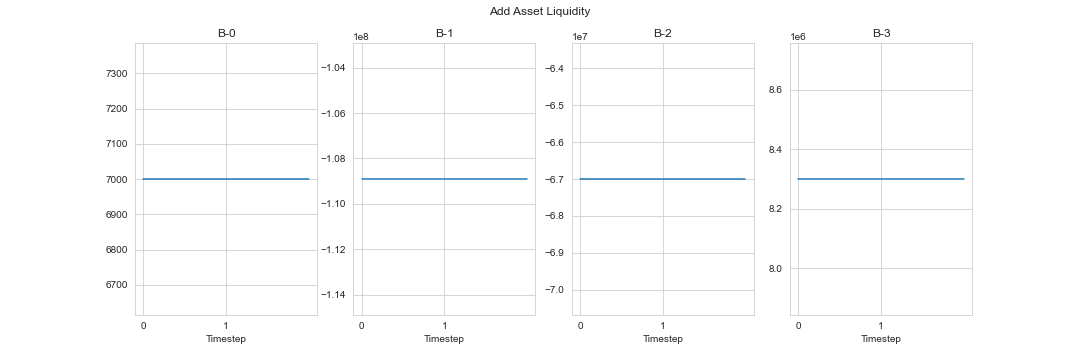 Add Asset Liquidity
B-0
7300
7200
7100
7000
6900
6800
6700
0 1
Timestep
B-1
1e8
−1.04
−1.06
−1.08
−1.10
−1.12
−1.14
0 1
Timestep
B-2
1e7
−6.4
−6.5
−6.6
−6.7
−6.8
−6.9
−7.0
0 1
Timestep
B-3
1e6
8.6
8.4
8.2
8.0
0 1
Timestep